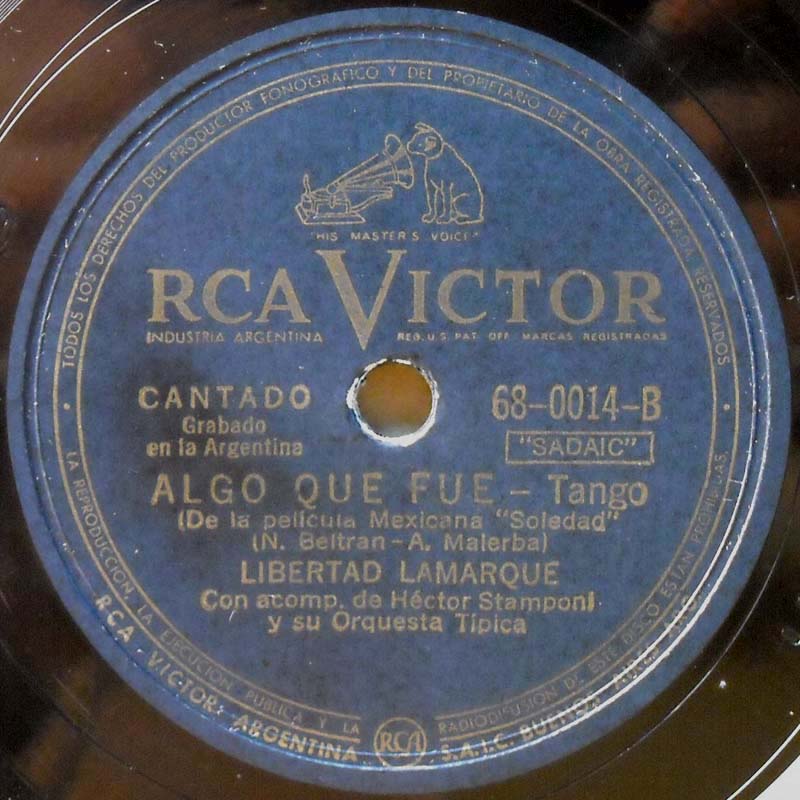 TODOS LOS DERECHOS DEL PRODUCTOR FONOGRAFICO Y DEL PROPIETARIO DE LA OBRA REGISTRADA RESERVADOS
"HIS MASTER'S VOICE"
RCA VICTOR
INDUSTRIA ARGENTINA
REG. U.S. PAT. OFF. MARCAS REGISTRADAS
CANTADO
Grabado
en la Argentina
68-0014-B
"SADAIC"
ALGO QUE FUE - Tango
(De la película Mexicana "Soledad"
(N. Beltran-A. Malerba)
LIBERTAD LAMARQUE
Con acomp. de Héctor Stamponi
y su Orquesta Típica
LA REPRODUCCION, LA EJECUCION PUBLICA Y LA RADIODIFUSION DE ESTE DISCO ESTAN PROHIBIDAS.
RCA - VICTOR ARGENTINA RCA S.A.I.C. BUENOS AIRES